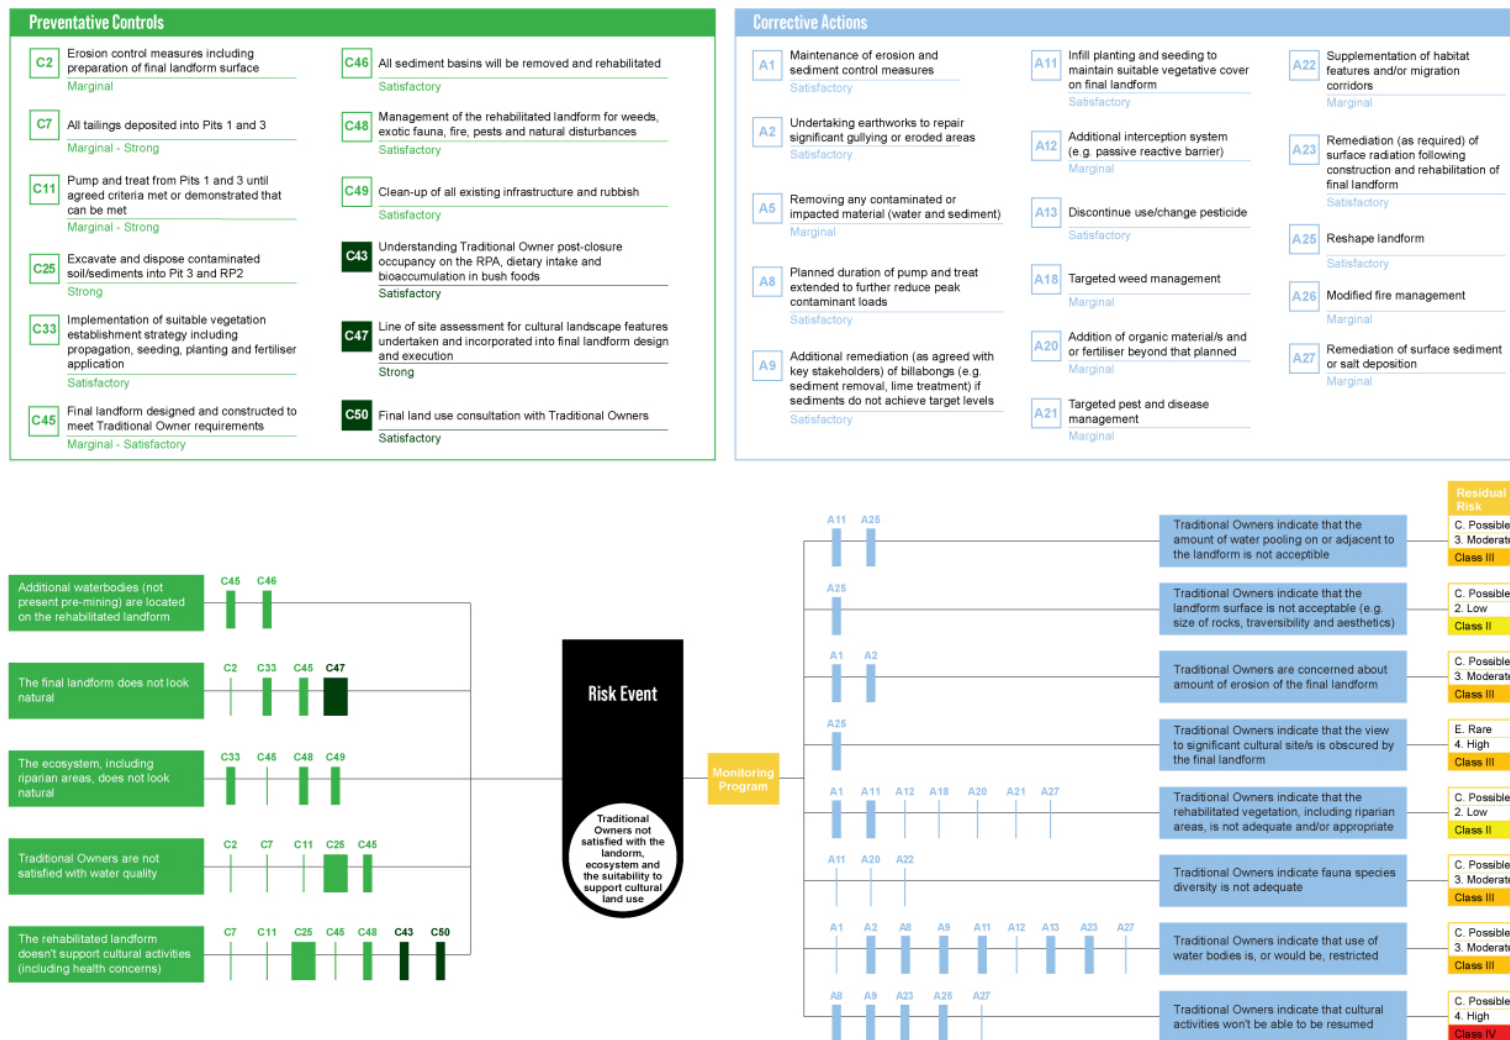 Preventative Controls
C2
Erosion control measures including
preparation of final landform surface
Marginal
C7
All tailings deposited into Pits 1 and 3
Marginal - Strong
C11
Pump and treat from Pits 1 and 3 until
agreed criteria met or demonstrated that
can be met
Marginal - Strong
C25
Excavate and dispose contaminated
soil/sediments into Pit 3 and RP2
Strong
C33
Implementation of suitable vegetation
establishment strategy including
propagation, seeding, planting and fertiliser
application
Satisfactory
C45
Final landform designed and constructed to
meet Traditional Owner requirements
Marginal - Satisfactory
C46
All sediment basins will be removed and rehabilitated
Satisfactory
C48
Management of the rehabilitated landform for weeds,
exotic fauna, fire, pests and natural disturbances
Satisfactory
C49
Clean-up of all existing infrastructure and rubbish
Satisfactory
C43
Understanding Traditional Owner post-closure
occupancy on the RPA, dietary intake and
bioaccumulation in bush foods
Satisfactory
C47
Line of site assessment for cultural landscape features
undertaken and incorporated into final landform design
and execution
Strong
C50
Final land use consultation with Traditional Owners
Satisfactory
Corrective Actions
A1
Maintenance of erosion and
sediment control measures
Satisfactory
A2
Undertaking earthworks to repair
significant gullying or eroded areas
Satisfactory
A5
Removing any contaminated or
impacted material (water and sediment)
Marginal
A8
Planned duration of pump and treat
extended to further reduce peak
contaminant loads
Satisfactory
A9
Additional remediation (as agreed with
key stakeholders) of billabongs (e.g.
sediment removal, lime treatment) if
sediments do not achieve target levels
Satisfactory
A11
Infill planting and seeding to
maintain suitable vegetative cover
on final landform
Satisfactory
A12
Additional interception system
(e.g. passive reactive barrier)
Marginal
A13
Discontinue use/change pesticide
Satisfactory
A18
Targeted weed management
Marginal
A20
Addition of organic material/s and
or fertiliser beyond that planned
Marginal
A21
Targeted pest and disease
management
Marginal
A22
Supplementation of habitat
features and/or migration
corridors
Marginal
A23
Remediation (as required) of
surface radiation following
construction and rehabilitation of
final landform
Satisfactory
A25
Reshape landform
Satisfactory
A26
Modified fire management
Marginal
A27
Remediation of surface sediment
or salt deposition
Marginal
Additional waterbodies (not
present pre-mining) are located
on the rehabilitated landform
C45 C46
The final landform does not look
natural
C2 C33 C45 C47
The ecosystem, including
riparian areas, does not look
natural
C33 C45 C48 C49
Traditional Owners are not
satisfied with water quality
C2 C7 C11 C25 C45
The rehabilitated landform
doesn't support cultural activities
(including health concerns)
C7 C11 C25 C45 C48 C43 C50
Risk Event
Traditional
Owners not
satisfied with the
landorm,
ecosystem and
the suitability to
support cultural
land use
Monitoring
Program
Residual
Risk
A11 A25
Traditional Owners indicate that the
amount of water pooling on or adjacent to
the landform is not acceptible
C. Possible
3. Moderate
Class III
A25
Traditional Owners indicate that the
landform surface is not acceptable (e.g.
size of rocks, traversibility and aesthetics)
C. Possible
2. Low
Class II
A1 A2
Traditional Owners are concerned about
amount of erosion of the final landform
C. Possible
3. Moderate
Class III
A25
Traditional Owners indicate that the view
to significant cultural site/s is obscured by
the final landform
E. Rare
4. High
Class III
A1 A11 A12 A18 A20 A21 A27
Traditional Owners indicate that the
rehabilitated vegetation, including riparian
areas, is not adequate and/or appropriate
C. Possible
2. Low
Class II
A11 A20 A22
Traditional Owners indicate fauna species
diversity is not adequate
C. Possible
3. Moderate
Class III
A1 A2 A8 A9 A11 A12 A13 A23 A27
Traditional Owners indicate that use of
water bodies is, or would be, restricted
C. Possible
3. Moderate
Class III
A8 A9 A23 A25 A27
Traditional Owners indicate that cultural
activities won't be able to be resumed
C. Possible
4. High
Class IV